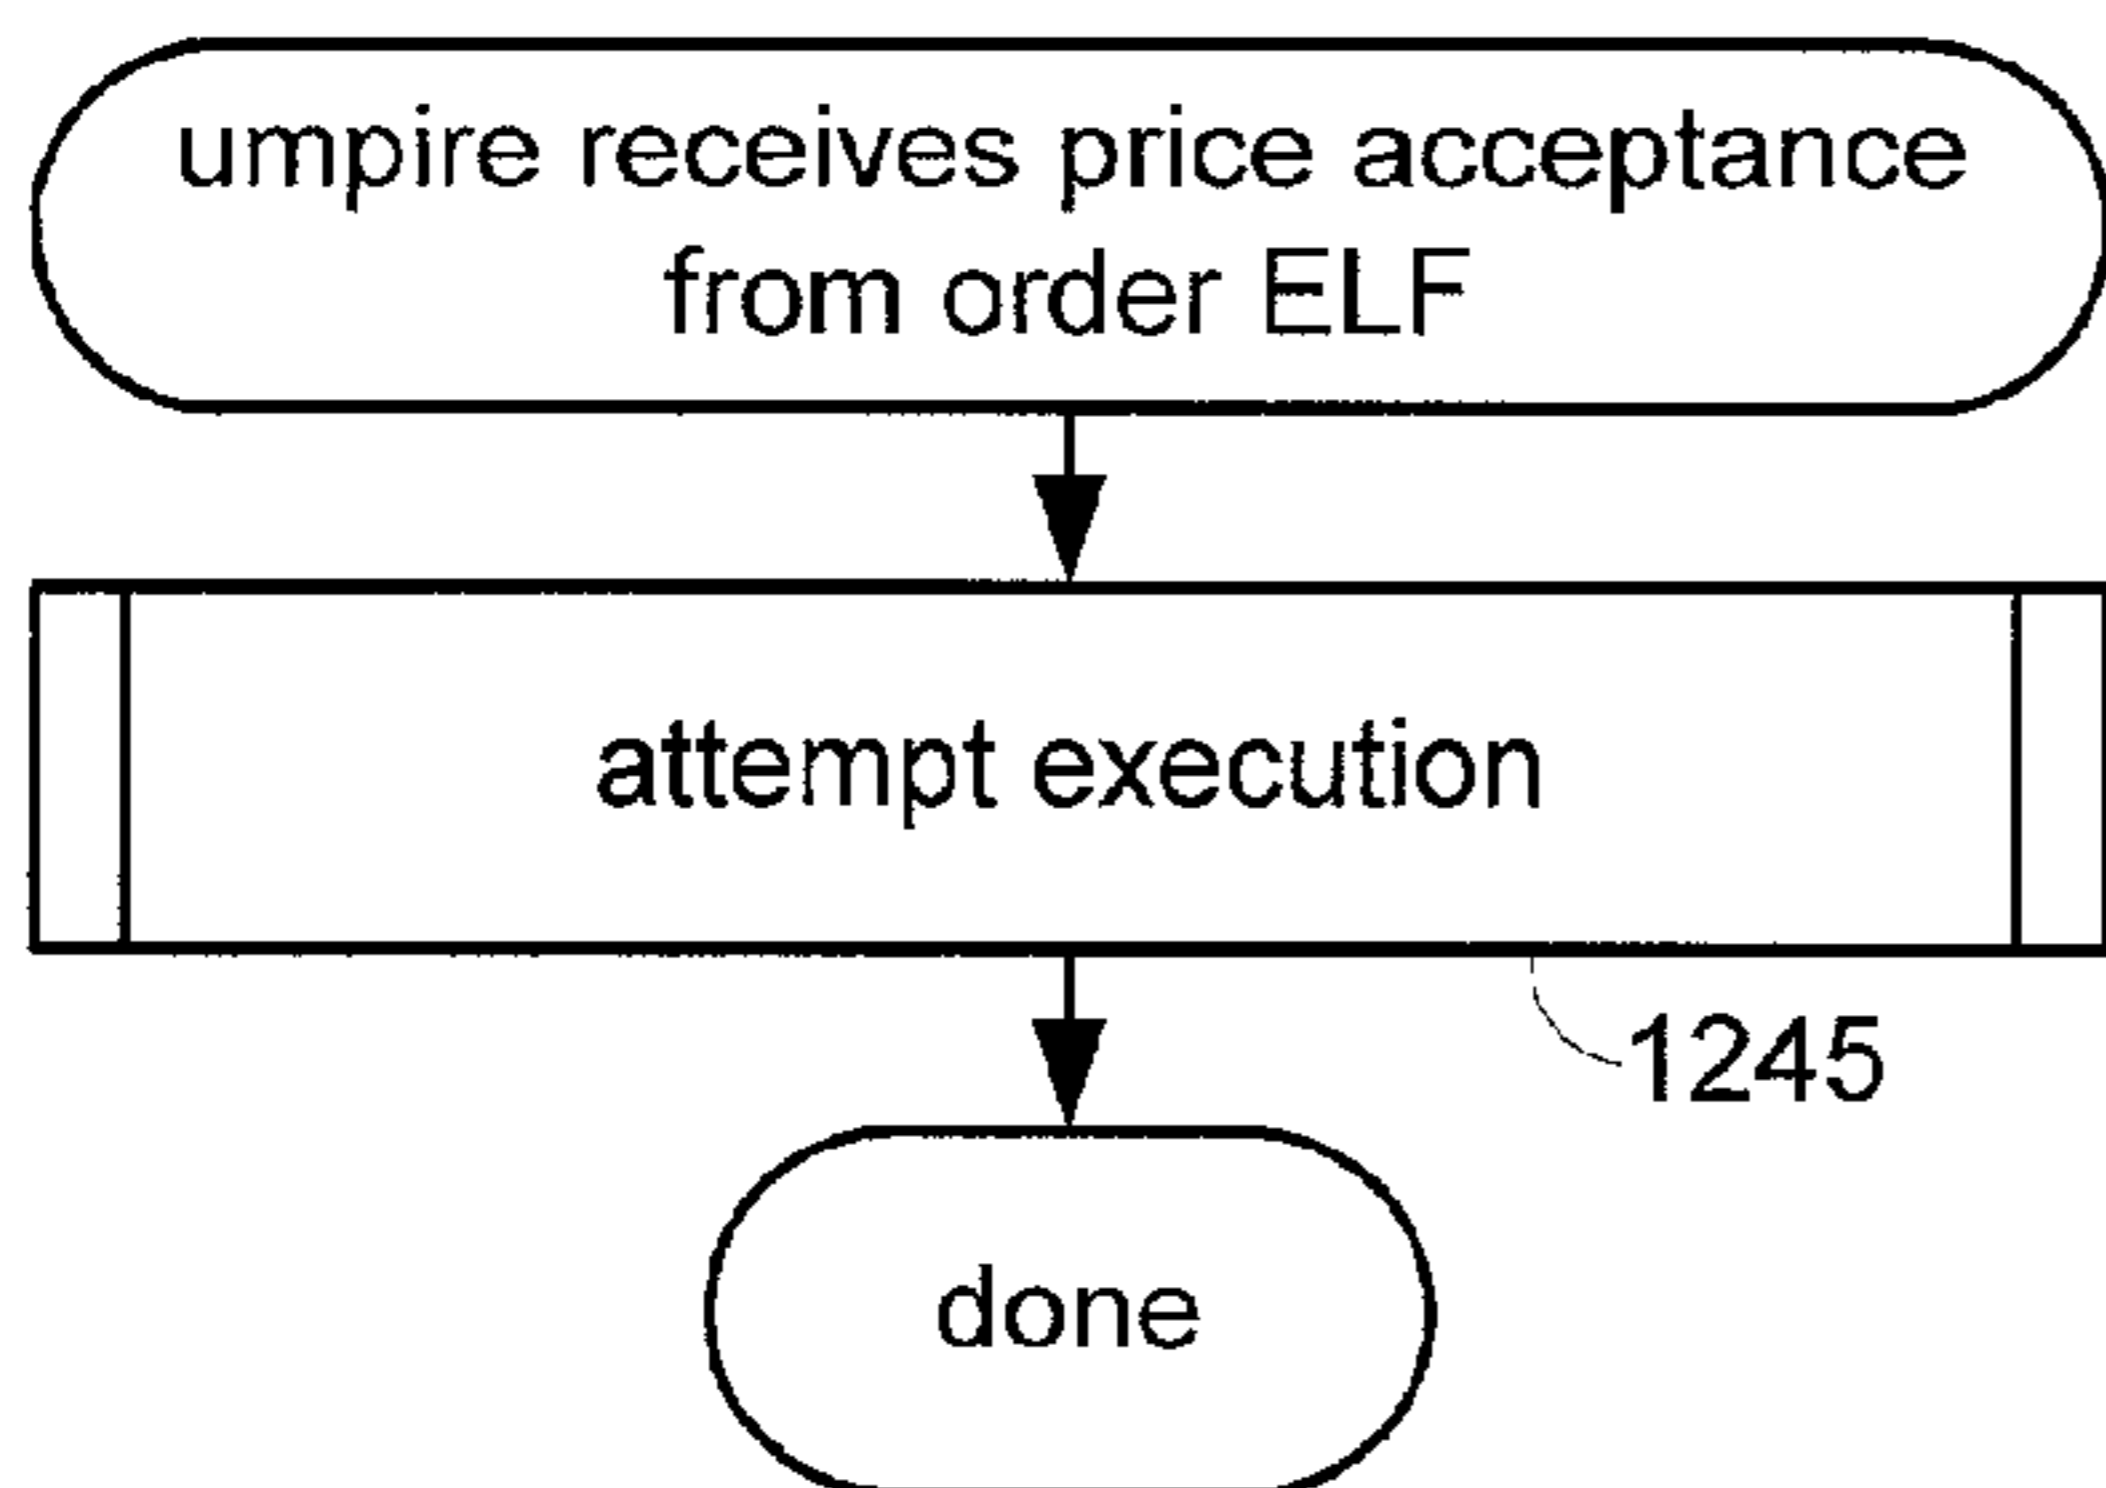 umpire receives price acceptance
from order ELF
attempt execution
1245
done